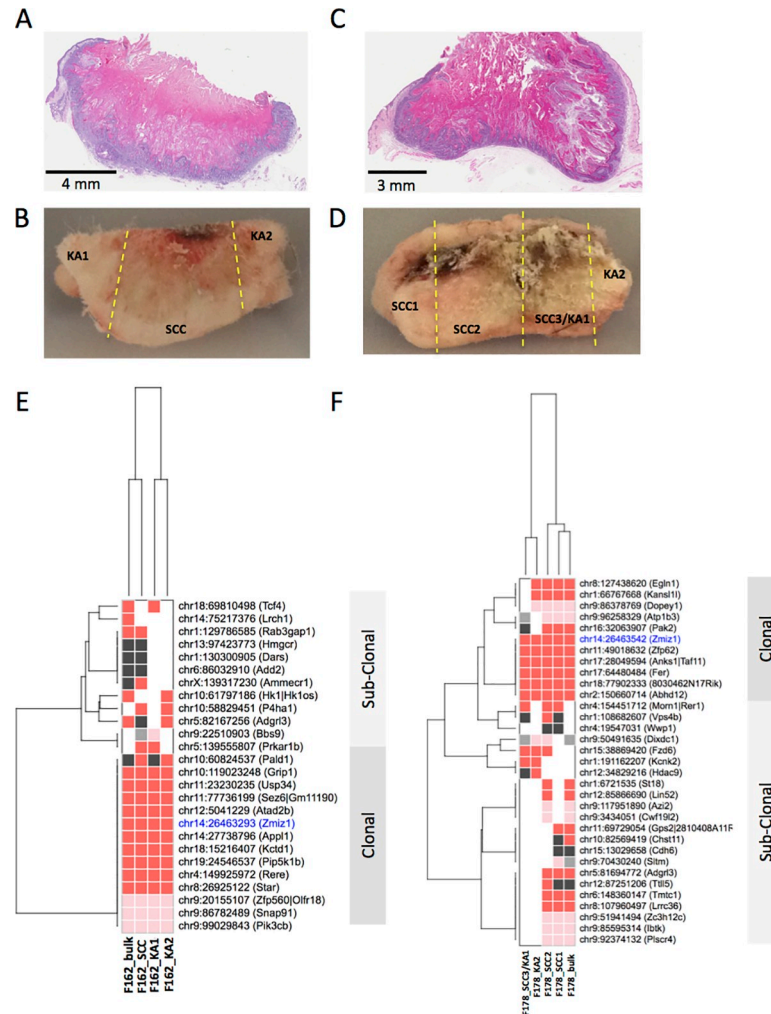 A
C
4 mm
3 mm
B
D
KA1
KA2
SCC
SCC1
SCC2
SCC3/KA1
KA2
E
F
chr18:69810498 (Tcf4)
chr14:75217376 (Lrch1)
chr1:129786585 (Rab3gap1)
chr13:97423773 (Hmgcr)
chr1:130300905 (Dars)
chr6:86032910 (Add2)
chrX:139317230 (Ammecr1)
chr10:61797186 (Hk1|Hk1os)
chr10:58829451 (P4ha1)
chr5:82167256 (Adgrl3)
chr9:22510903 (Bbs9)
chr5:139555807 (Prkar1b)
chr10:60824537 (Pald1)
chr10:119023248 (Grip1)
chr11:23230235 (Usp34)
chr11:77736199 (Sez6|Gm11190)
chr12:5041229 (Atad2b)
chr14:26463293 (Zmiz1)
chr14:27738796 (Appl1)
chr18:15216407 (Kctd1)
chr19:24546537 (Pip5k1b)
chr4:149925972 (Rere)
chr8:26925122 (Star)
chr9:20155107 (Zfp560|Olfr18)
chr9:86782489 (Snap91)
chr9:99029843 (Pik3cb)
Sub-Clonal
Clonal
F162_bulk
F162_SCC
F162_KA1
F162_KA2
chr8:127438620 (Egln1)
chr1:66767668 (Kansl1l)
chr9:86378769 (Dopey1)
chr9:96258329 (Atp1b3)
chr16:32063907 (Pak2)
chr14:26463542 (Zmiz1)
chr11:49018632 (Zfp62)
chr17:28049594 (Anks1|Taf11)
chr17:64480484 (Fer)
chr18:77902333 (8030462N17Rik)
chr2:150660714 (Abhd12)
chr4:154451712 (Morn1|Rer1)
chr1:108682607 (Vps4b)
chr4:19547031 (Wwp1)
chr9:50491635 (Dixdc1)
chr15:38869420 (Fzd6)
chr1:191162207 (Kcnk2)
chr12:34829216 (Hdac9)
chr1:6721535 (St18)
chr12:85866690 (Lin52)
chr9:117951890 (Azi2)
chr9:3434051 (Cwf19l2)
chr11:69729054 (Gps2|2810408A11R
chr10:82569419 (Chst11)
chr15:13029658 (Cdh6)
chr9:70430240 (Sltm)
chr5:81694772 (Adgrl3)
chr12:87251206 (Ttll5)
chr6:148360147 (Tmtc1)
chr8:107960497 (Lrrc36)
chr9:51941494 (Zc3h12c)
chr9:85595314 (Ibtk)
chr9:92374132 (Plscr4)
Clonal
Sub-Clonal
F178_SCC3/KA1
F178_KA2
F178_SCC2
F178_SCC1
F178_bulk